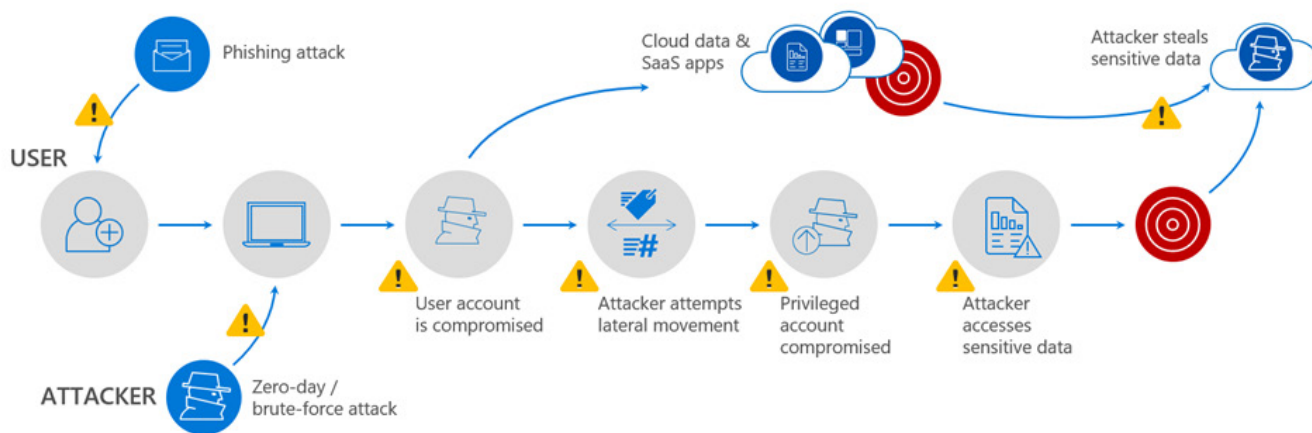 Phishing attack
Cloud data &
SaaS apps
Attacker steals
sensitive data
USER
User account
is compromised
Attacker attempts
lateral movement
Privileged
account
compromised
Attacker
accesses
sensitive data
ATTACKER
Zero-day /
brute-force attack